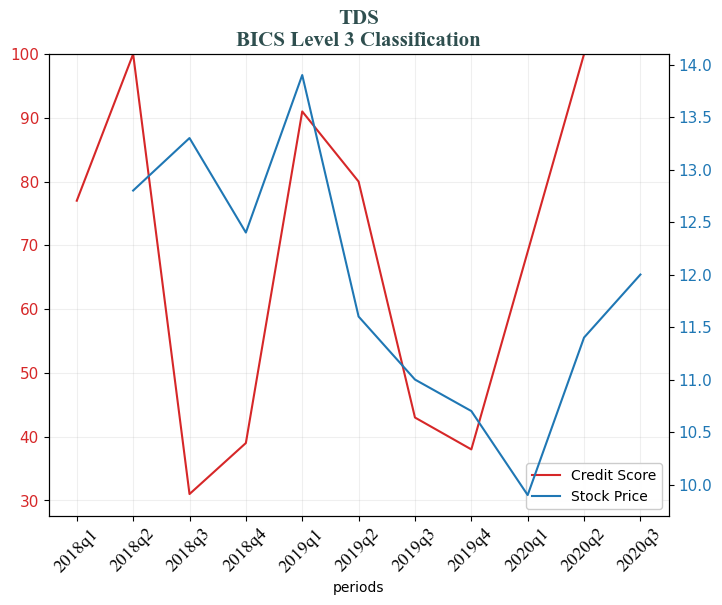 TDS
BICS Level 3 Classification
100
90
80
70
60
50
40
30
14.0
13.5
13.0
12.5
12.0
11.5
11.0
10.5
10.0
Credit Score
Stock Price
2018q1
2018q2
2018q3
2018q4
2019q1
2019q2
2019q3
2019q4
2020q1
2020q2
2020q3
periods